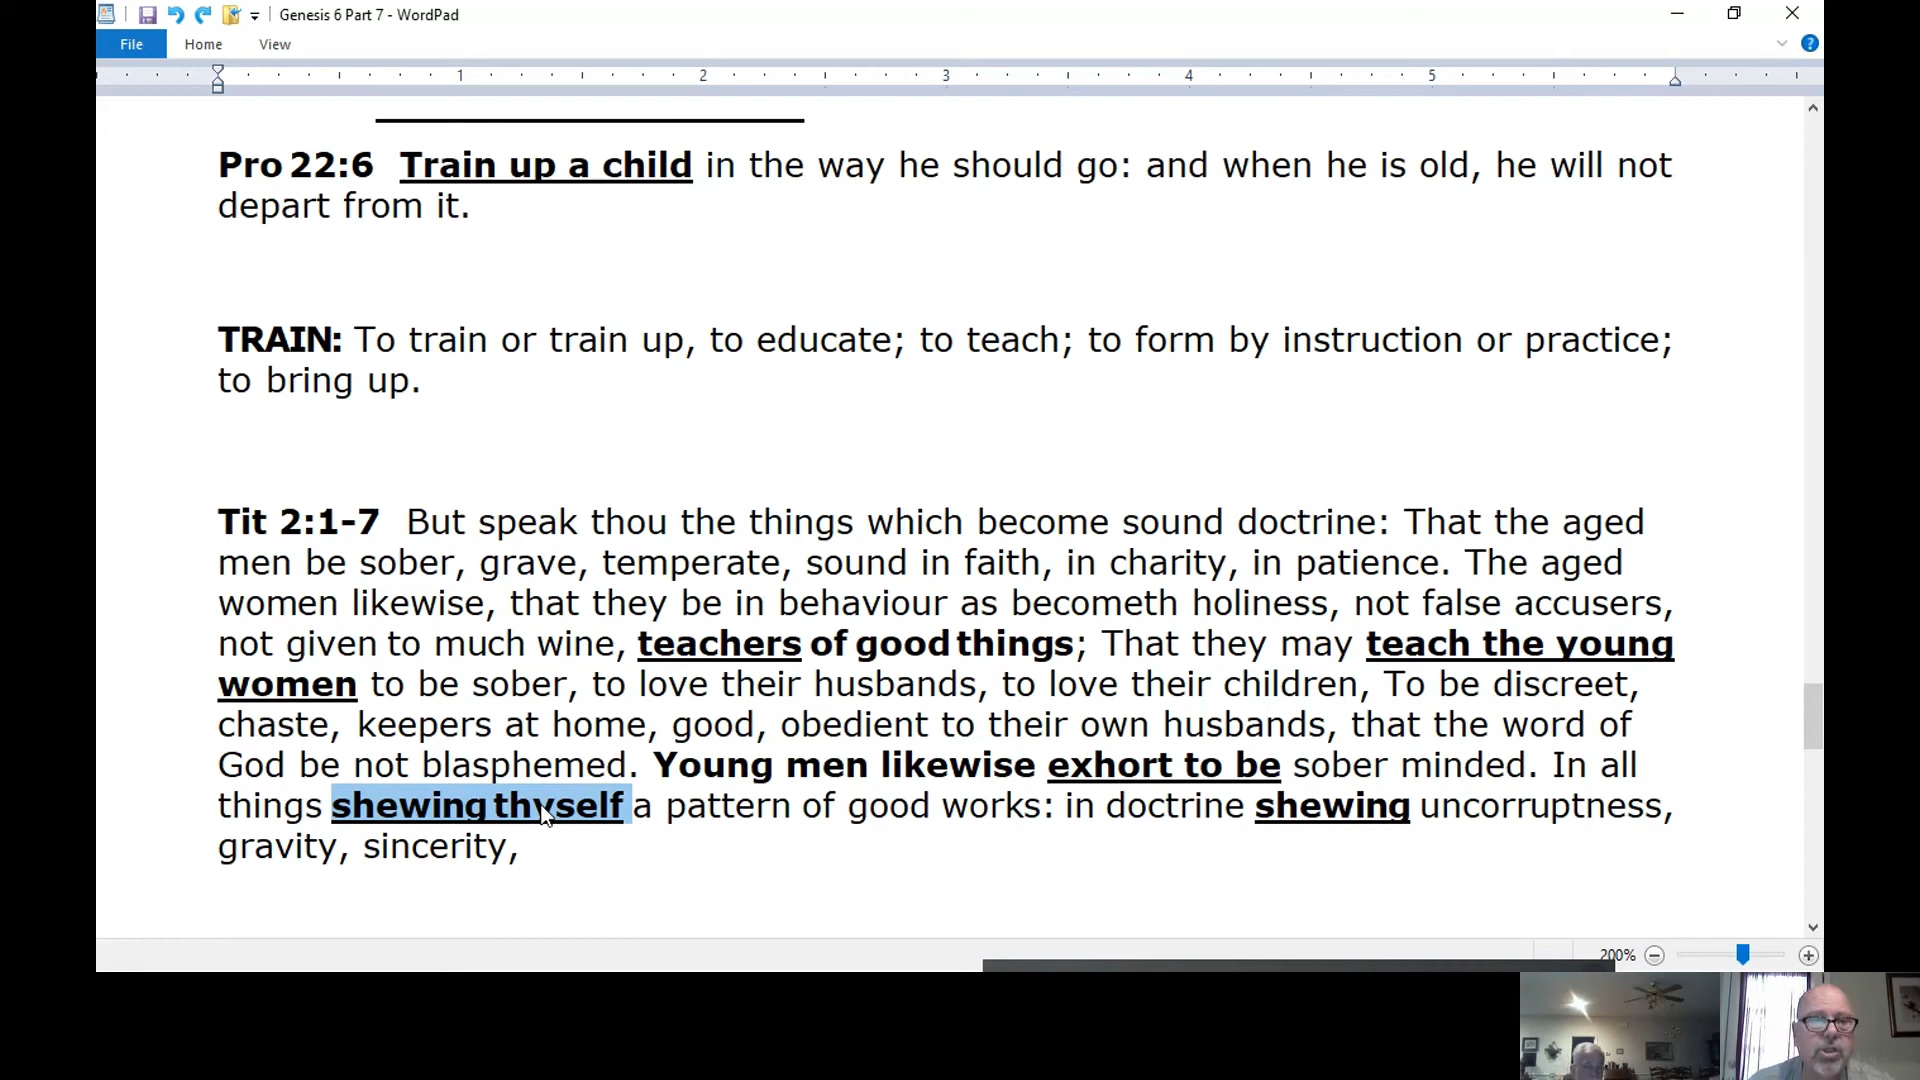 Genesis 6 Part 7 - WordPad
File Home View
1 2 3 4 5
Pro 22:6 Train up a child in the way he should go: and when he is old, he will not
depart from it.
TRAIN: To train or train up, to educate; to teach; to form by instruction or practice;
to bring up.
Tit 2:1-7 But speak thou the things which become sound doctrine: That the aged
men be sober, grave, temperate, sound in faith, in charity, in patience. The aged
women likewise, that they be in behaviour as becometh holiness, not false accusers,
not given to much wine, teachers of good things; That they may teach the young
women to be sober, to love their husbands, to love their children, To be discreet,
chaste, keepers at home, good, obedient to their own husbands, that the word of
God be not blasphemed. Young men likewise exhort to be sober minded. In all
things shewing thyself a pattern of good works: in doctrine shewing uncorruptness,
gravity, sincerity,
200%